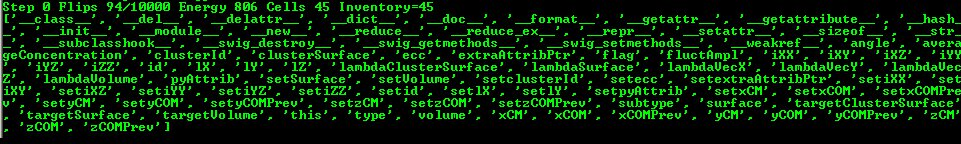 Step 0 Flips 94/10000 Energy 806 Cells 45 Inventory=45
['__class__', '__del__', '__delattr__', '__dict__', '__doc__', '__format__', '__getattr__', '__getattribute__', '__hash_
_', '__init__', '__module__', '__new__', '__reduce__', '__reduce_ex__', '__repr__', '__setattr__', '__sizeof__', '__str_
_', '__subclasshook__', '__swig_destroy__', '__swig_getmethods__', '__swig_setmethods__', '__weakref__', 'angle', 'avera
geConcentration', 'clusterId', 'clusterSurface', 'ecc', 'extraAttribPtr', 'flag', 'fluctAmpl', 'iXX', 'iXY', 'iXZ', 'iYY
', 'iYZ', 'iZZ', 'id', 'lX', 'lY', 'lZ', 'lambdaClusterSurface', 'lambdaSurface', 'lambdaVecX', 'lambdaVecY', 'lambdaVec
Z', 'lambdaVolume', 'pyAttrib', 'setSurface', 'setVolume', 'setclusterId', 'setecc', 'setextraAttribPtr', 'setiXX', 'set
iXY', 'setiXZ', 'setiYY', 'setiYZ', 'setiZZ', 'setid', 'setlX', 'setlY', 'setpyAttrib', 'setxCM', 'setxCOM', 'setxCOMPre
v', 'setyCM', 'setyCOM', 'setyCOMPrev', 'setzCM', 'setzCOM', 'setzCOMPrev', 'subtype', 'surface', 'targetClusterSurface'
, 'targetSurface', 'targetVolume', 'this', 'type', 'volume', 'xCM', 'xCOM', 'xCOMPrev', 'yCM', 'yCOM', 'yCOMPrev', 'zCM'
, 'zCOM', 'zCOMPrev']